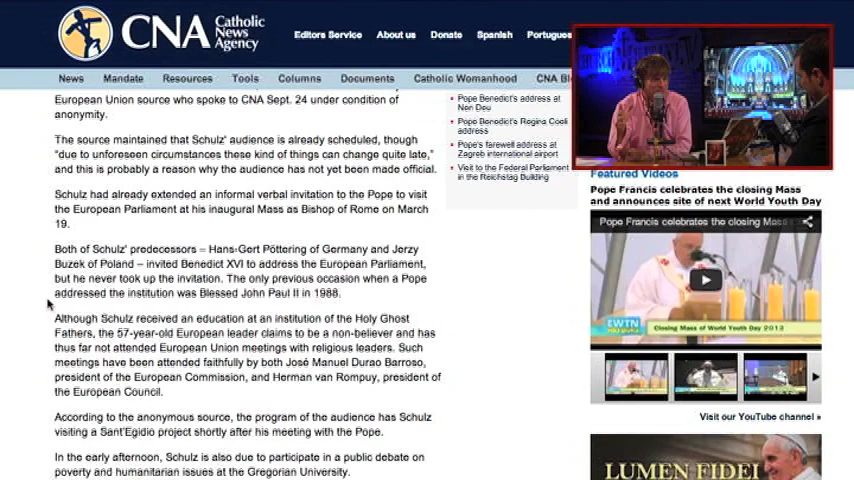 CNA Catholic
News
Agency
Editors Service About us Donate Spanish Portugues
News Mandate Resources Tools Columns Documents Catholic Womanhood CNA
European Union source who spoke to CNA Sept. 24 under condition of
anonymity.
The source maintained that Schulz' audience is already scheduled, though
"due to unforeseen circumstances these kind of things can change quite late,"
and this is probably a reason why the audience has not yet been made official.
Schulz had already extended an informal verbal invitation to the Pope to visit
the European Parliament at his inaugural Mass as Bishop of Rome on March
19.
Both of Schulz' predecessors – Hans-Gert Pöttering of Germany and Jerzy
Buzek of Poland – invited Benedict XVI to address the European Parliament,
but he never took up the invitation. The only previous occasion when a Pope
addressed the institution was Blessed John Paul II in 1988.
Although Schulz received an education at an institution of the Holy Ghost
Fathers, the 57-year-old European leader claims to be a non-believer and has
thus far not attended European Union meetings with religious leaders. Such
meetings have been attended faithfully by both José Manuel Durao Barroso,
president of the European Commission, and Herman van Rompuy, president of
the European Council.
According to the anonymous source, the program of the audience has Schulz
visiting a Sant'Egidio project shortly after his meeting with the Pope.
In the early afternoon, Schulz is also due to participate in a public debate on
poverty and humanitarian issues at the Gregorian University.
Pope Benedict's address at
Non Deu
Pope Benedict's Regina Coeli
address
Pope's farewell address at
Zagreb international airport
Visit to the Federal Parliament
in the Reichstag Building
Featured Videos
Pope Francis celebrates the closing Mass
and announces site of next World Youth Day
Pope Francis celebrates the closing Mass
EWTN
Closing Mass of World Youth Day 2013
Visit our YouTube channel »
LUMEN FIDEI